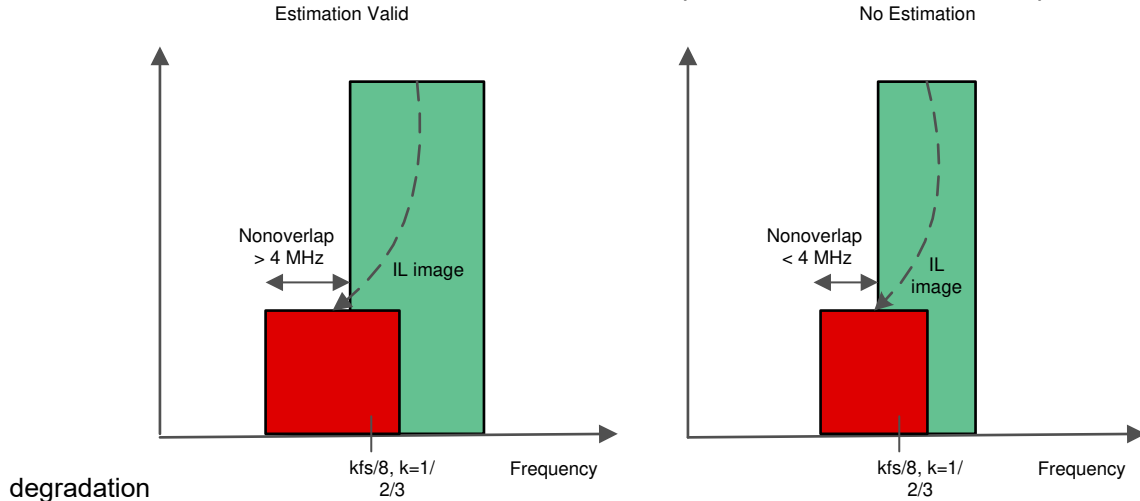 Estimation Valid
No Estimation
Nonoverlap
> 4 MHz
IL image
Nonoverlap
< 4 MHz
IL
image
kfs/8, k=1/
2/3
Frequency
kfs/8, k=1/
2/3
Frequency
degradation